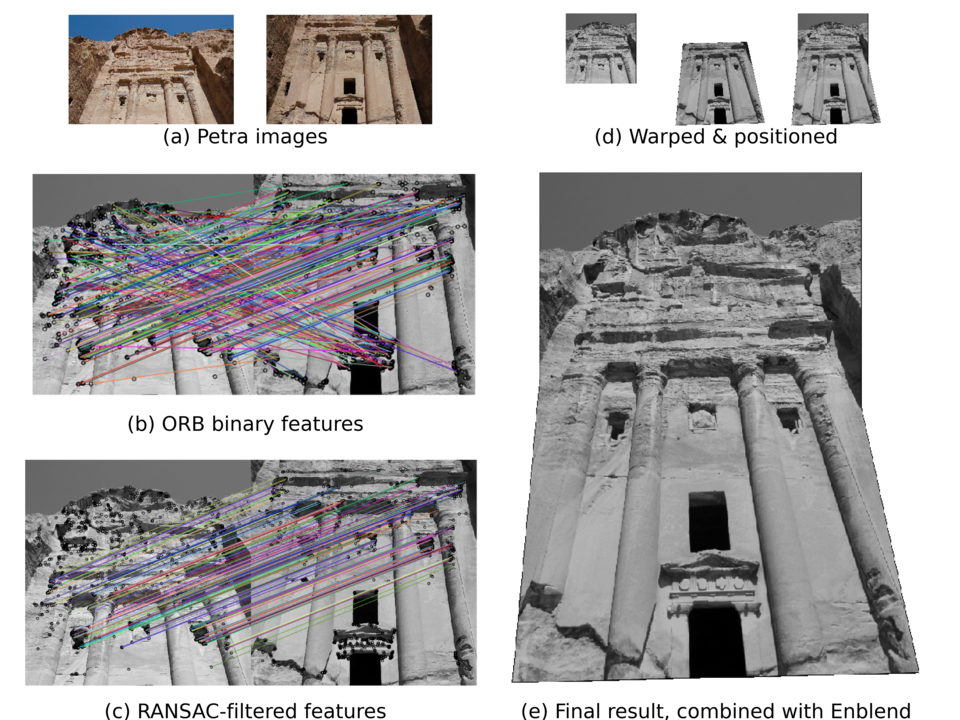 (a) Petra images
(d) Warped & positioned
(b) ORB binary features
(c) RANSAC-filtered features
(e) Final result, combined with Enblend